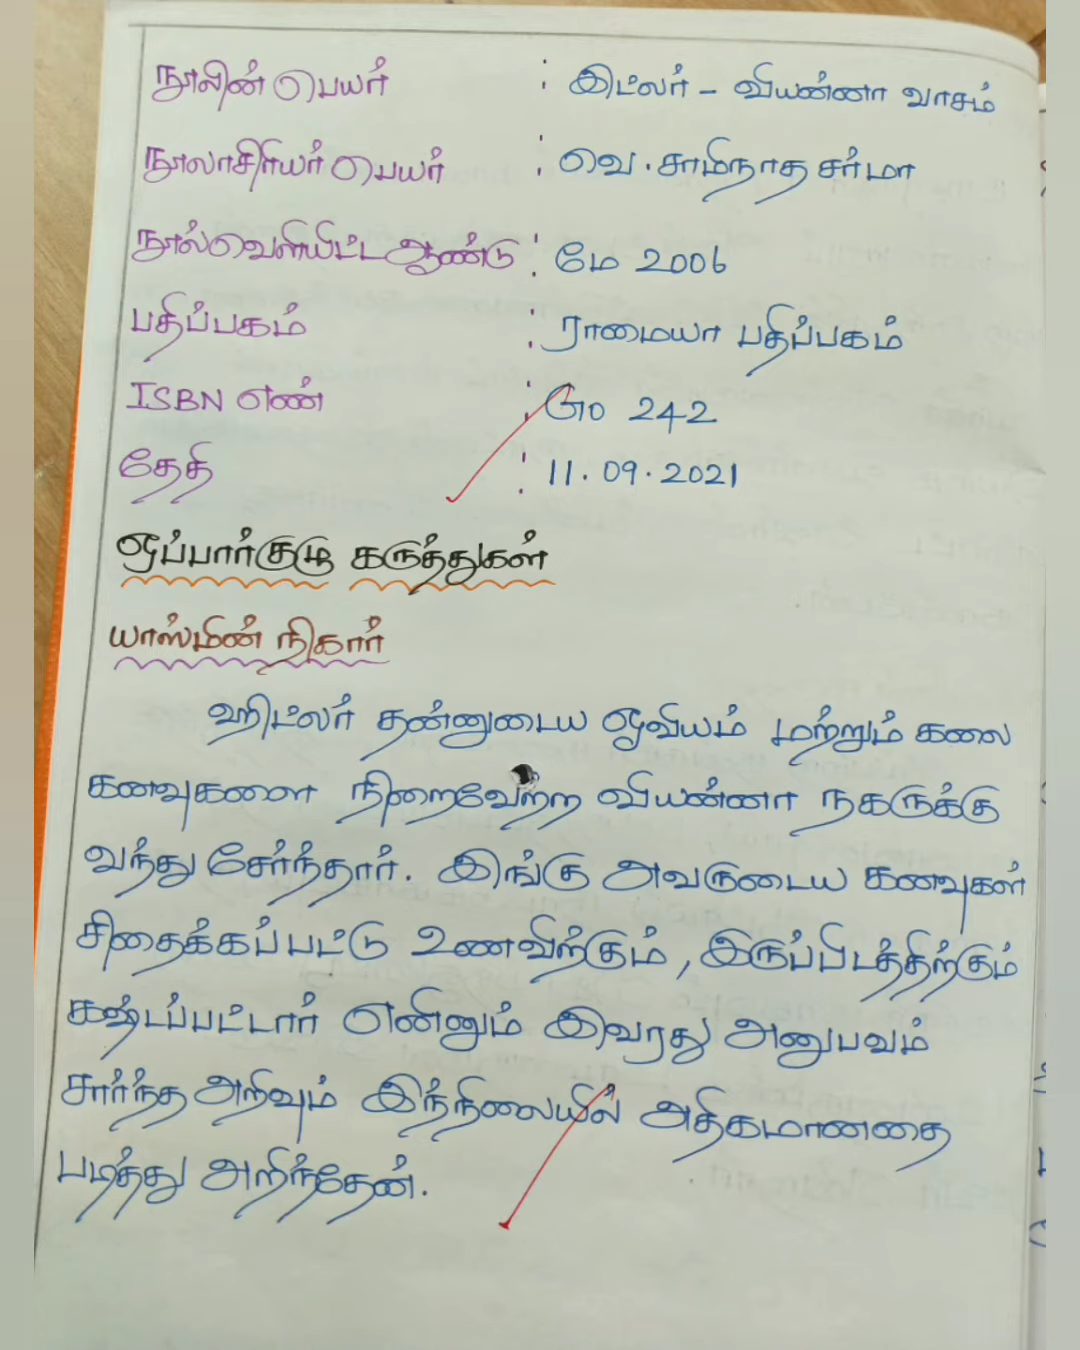 நூலின் பெயர் : இட்லர் - வியன்னா வாசம்
நூலாசிரியர் பெயர் : வெ. சாமிநாத சர்மா
நூல்வெளியிட்ட ஆண்டு : மே 2006
பதிப்பகம் : ராமையா பதிப்பகம்
ISBN எண் : 242
தேதி : 11.09.2021
ஒப்பார்குழு கருத்துகள்
யாஸ்மின் நிகார்
ஹிட்லர் தன்னுடைய ஓவியம் மற்றும் கலை
கனவுகளை நிறைவேற்ற வியன்னா நகருக்கு
வந்து சேர்ந்தார். இங்கு அவருடைய கனவுகள்
சிதைக்கப்பட்டு உணவிற்கும், இருப்பிடத்திற்கும்
கஷ்டப்பட்டார் எனினும் இவரது அனுபவம்
சார்ந்த அறிவும் இந்நிலையில் அதிகமானதை
படித்து அறிந்தேன்.